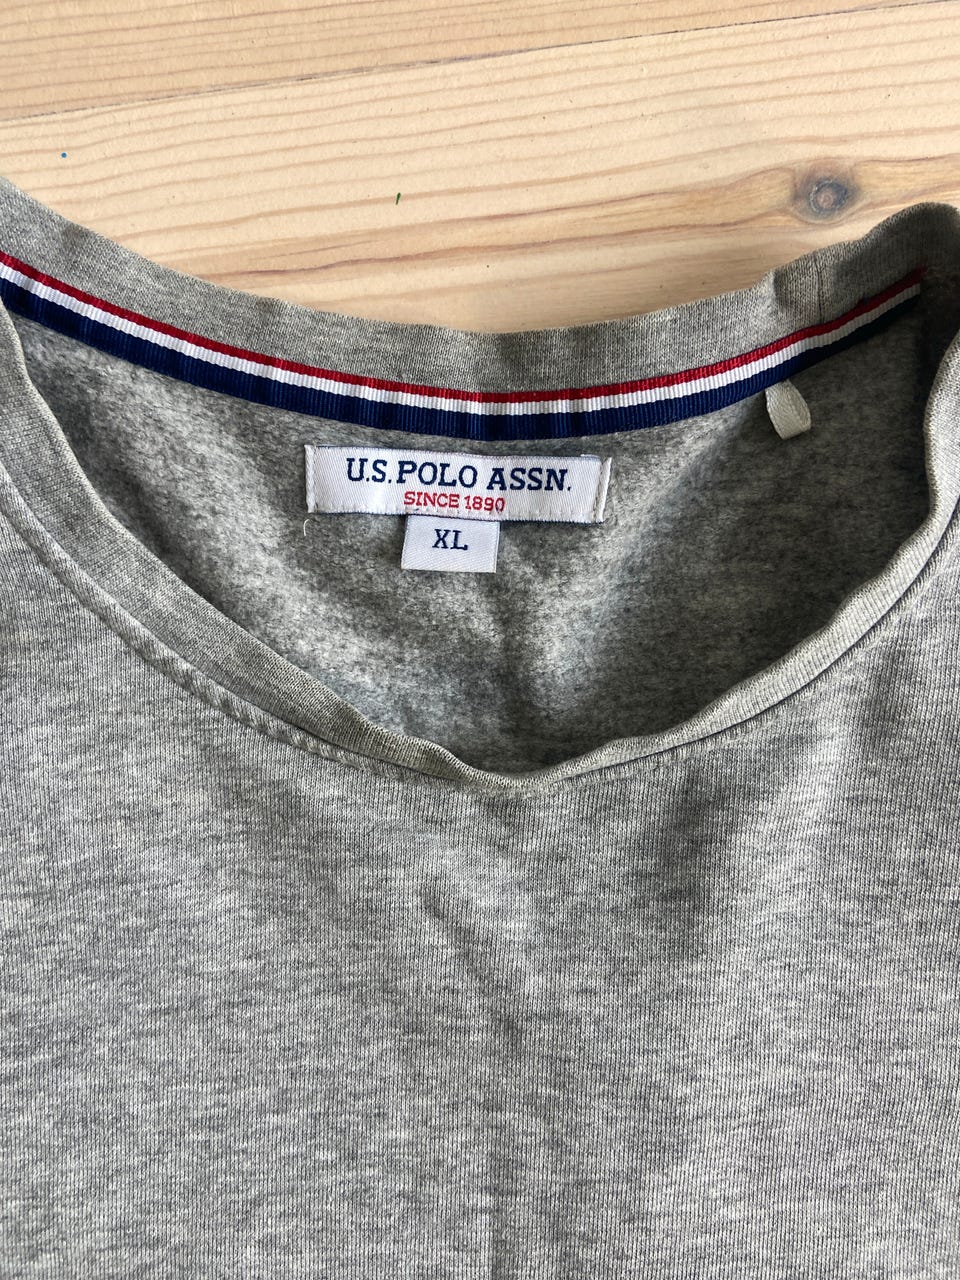 U.S. POLO ASSN.
SINCE 1890
XL